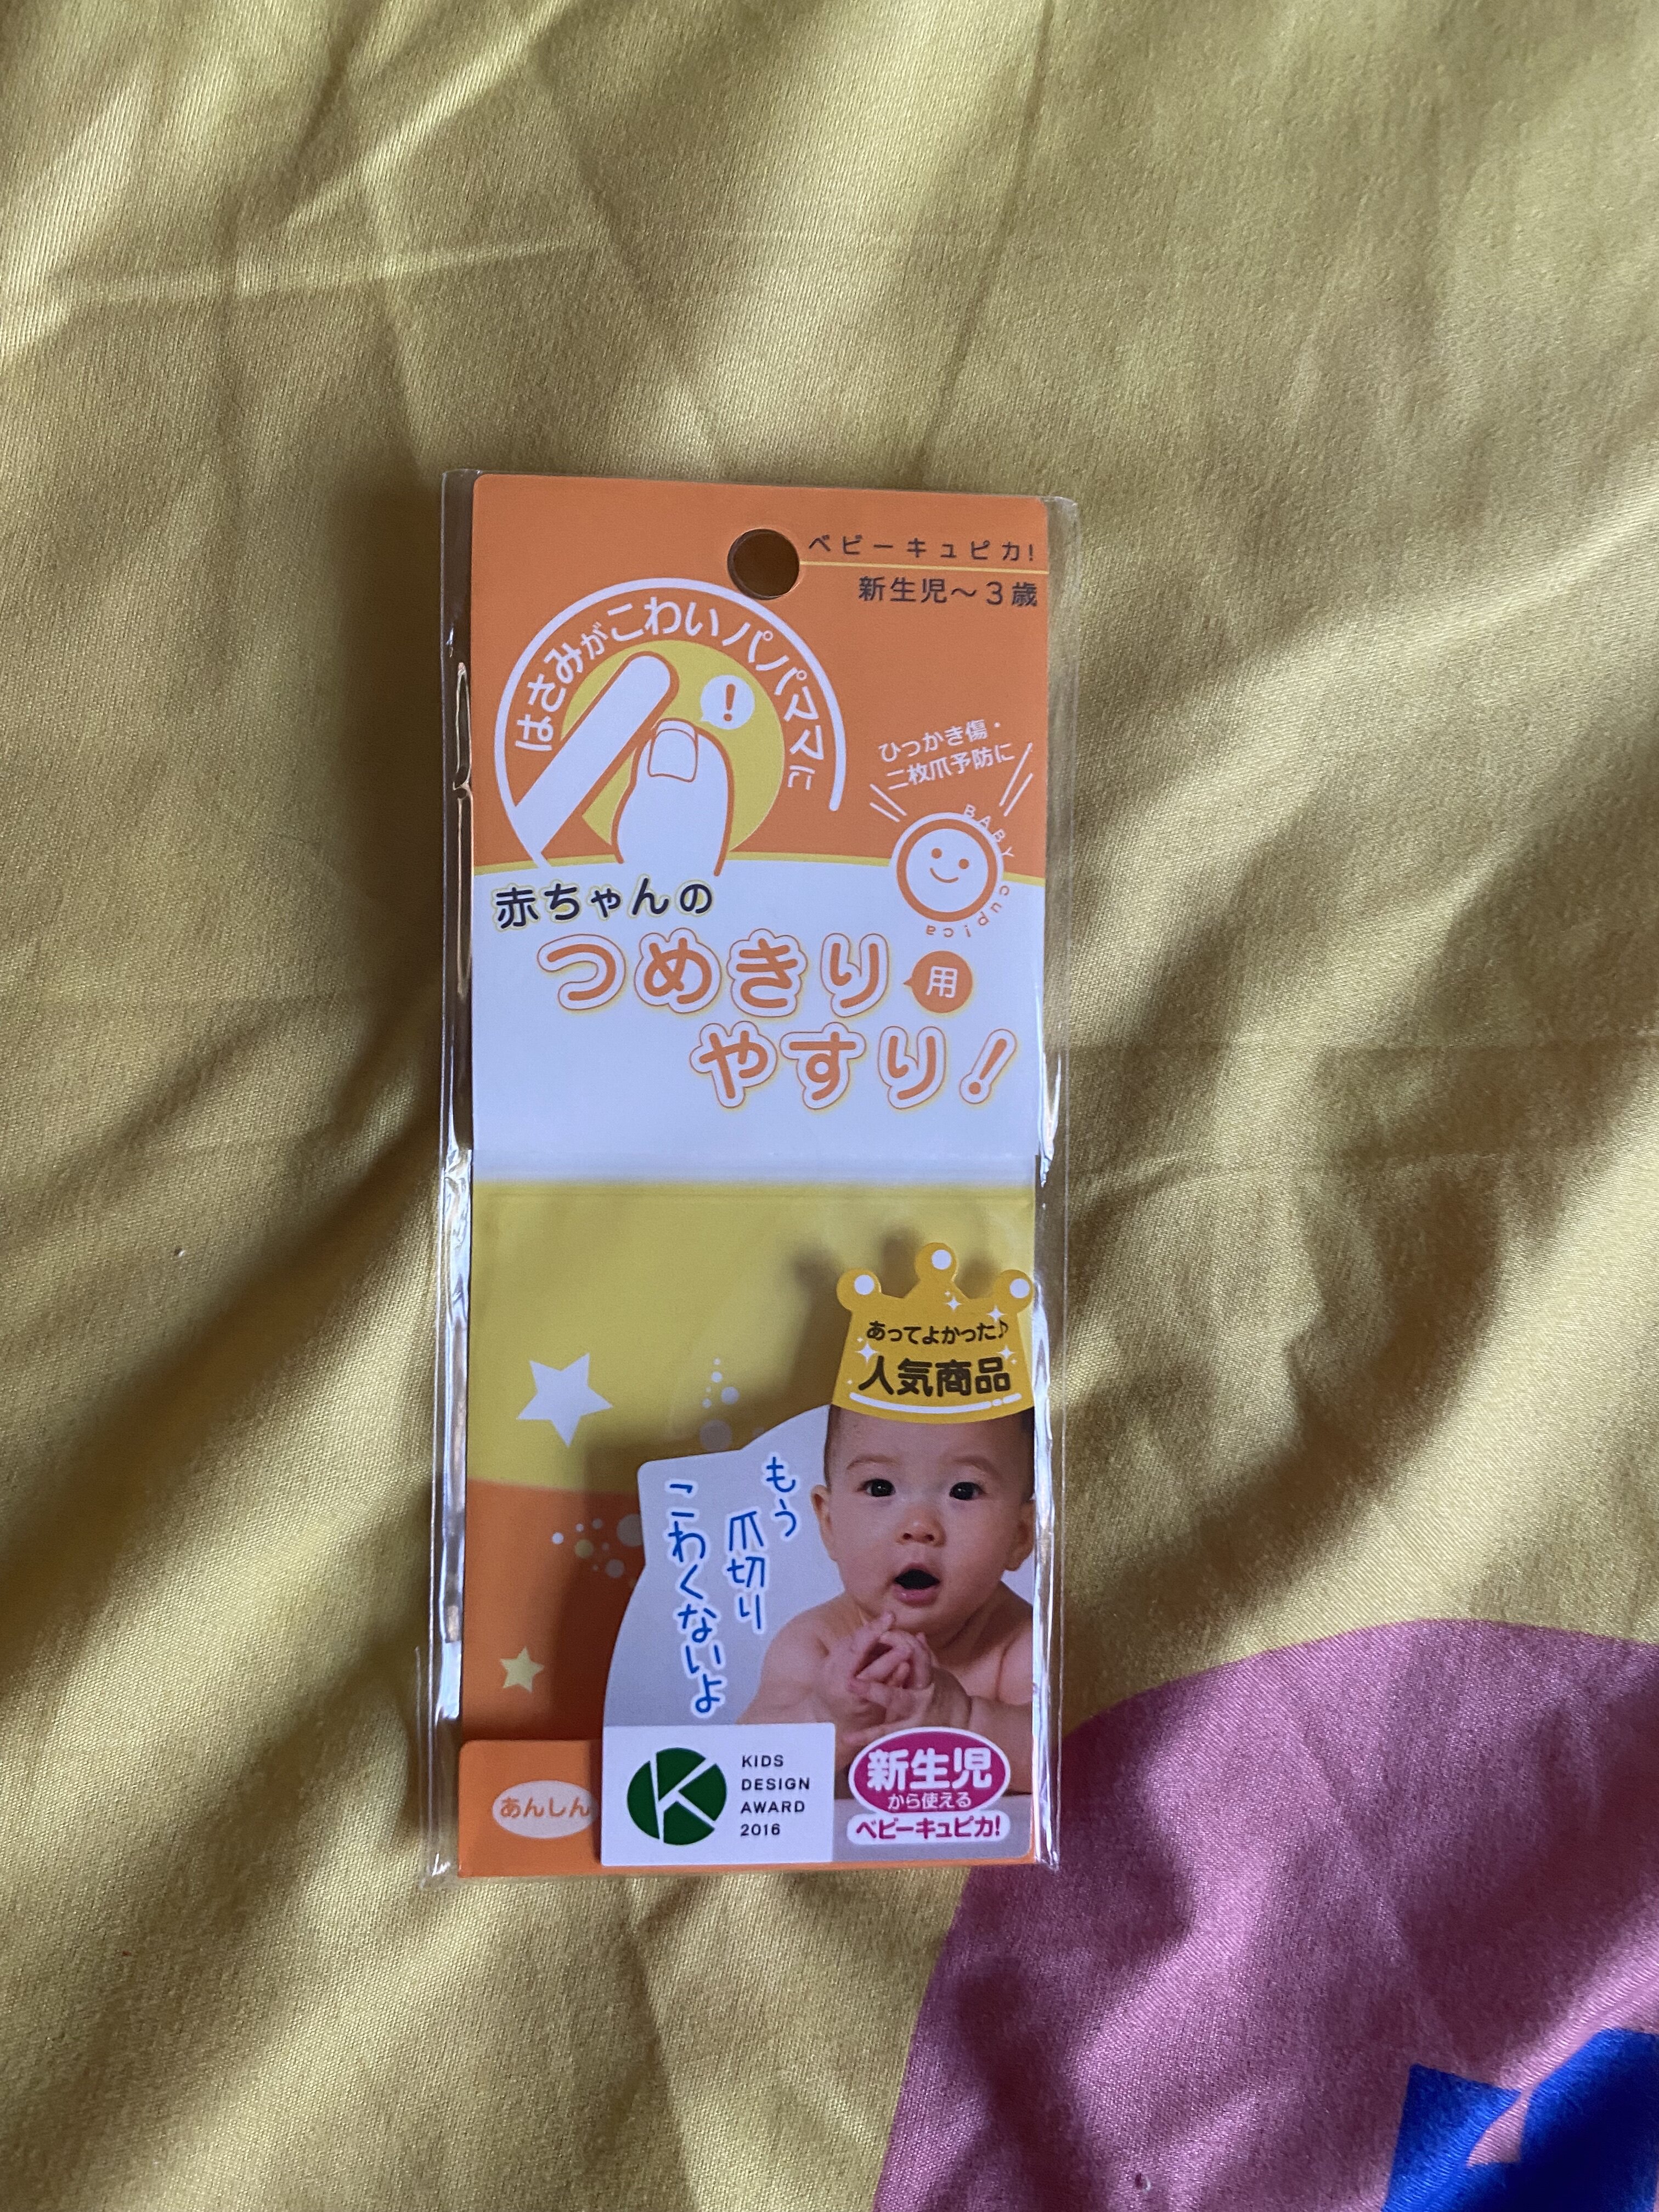 ベビーキュピカ!
新生児～3歳
はさみがこわいパパママに
!
ひっかき傷・
二枚爪予防に
BABY cupica
赤ちゃんの
つめきり用
やすり!
あってよかった♪
人気商品
もう
爪切り
こわくないよ
あんしん
K
KIDS
DESIGN
AWARD
2016
新生児
から使える
ベビーキュピカ!